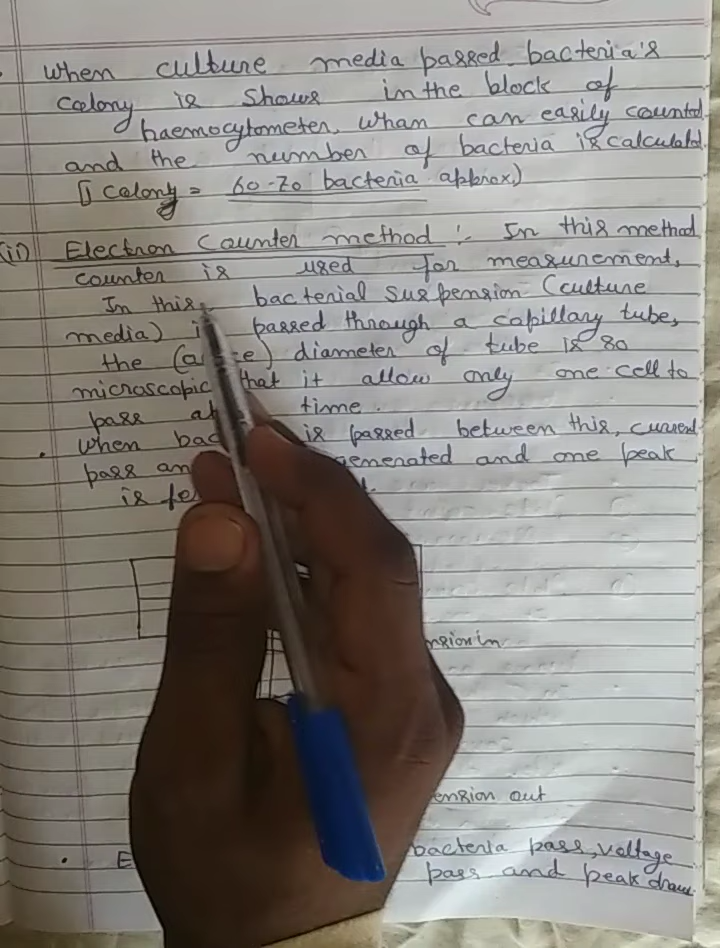 when culture media passed bacteria's
colony is shows in the block of
haemocytometer, whan can easily counted
and the number of bacteria is calculated.
[1 colony = 60-70 bacteria approx)
(ii) Electron Counter method :- In this method
counter is used for measurement,
In this, bacterial suspension (culture
media) passed through a capillary tube,
the diameter of tube is 80
microscopic that it allow only one cell to
pass time.
when is passed between this, current
pass an generated and one peak
is
in
out
bacteria pass, voltage
pass and peak draw